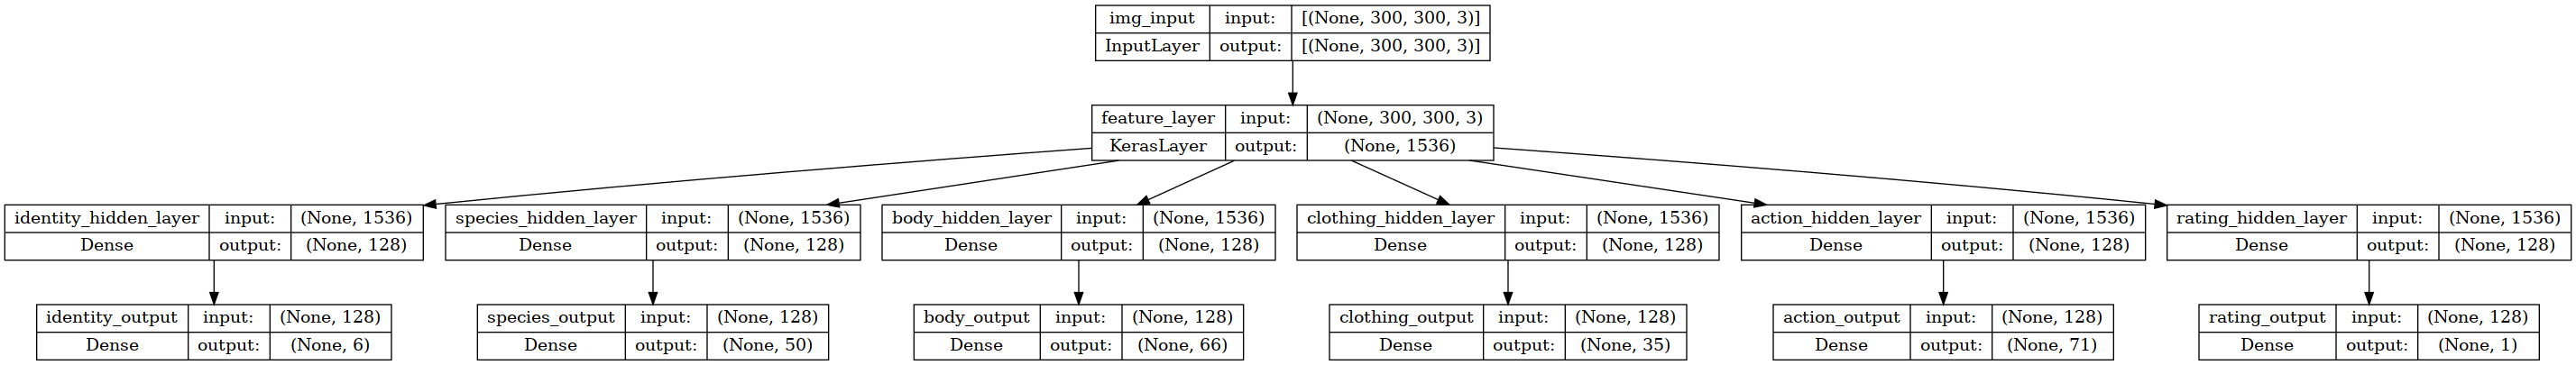 img_input input: [(None, 300, 300, 3)]
InputLayer output: [(None, 300, 300, 3)]
feature_layer input: (None, 300, 300, 3)
KerasLayer output: (None, 1536)
identity_hidden_layer input: (None, 1536)
Dense output: (None, 128)
species_hidden_layer input: (None, 1536)
Dense output: (None, 128)
body_hidden_layer input: (None, 1536)
Dense output: (None, 128)
clothing_hidden_layer input: (None, 1536)
Dense output: (None, 128)
action_hidden_layer input: (None, 1536)
Dense output: (None, 128)
rating_hidden_layer input: (None, 1536)
Dense output: (None, 128)
identity_output input: (None, 128)
Dense output: (None, 6)
species_output input: (None, 128)
Dense output: (None, 50)
body_output input: (None, 128)
Dense output: (None, 66)
clothing_output input: (None, 128)
Dense output: (None, 35)
action_output input: (None, 128)
Dense output: (None, 71)
rating_output input: (None, 128)
Dense output: (None, 1)